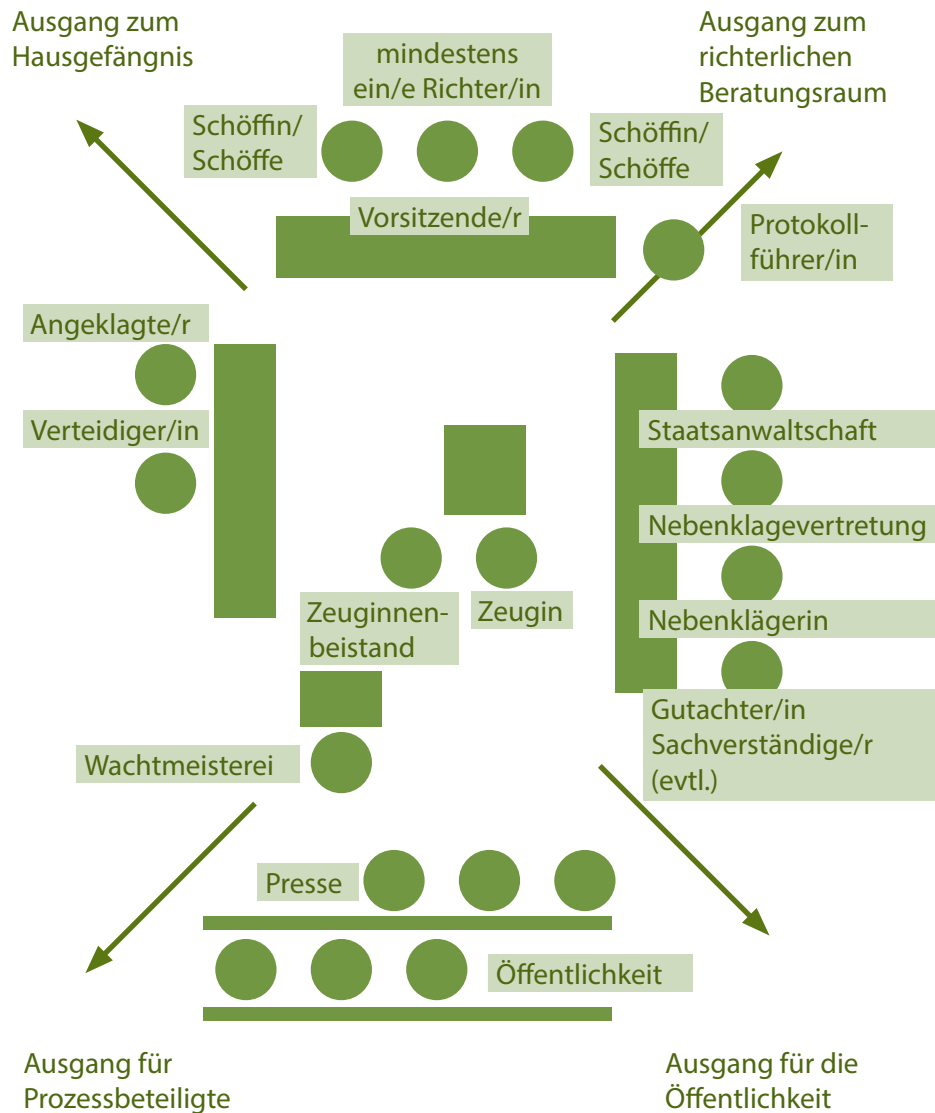 Ausgang zum
Hausgefängnis
mindestens
ein/e Richter/in
Ausgang zum
richterlichen
Beratungsraum
Schöffin/
Schöffe
Schöffin/
Schöffe
Vorsitzende/r
Protokoll-
führer/in
Angeklagte/r
Verteidiger/in
Staatsanwaltschaft
Nebenklagevertretung
Zeuginnen-
beistand
Zeugin
Nebenklägerin
Gutachter/in
Sachverständige/r
(evtl.)
Wachtmeisterei
Presse
Öffentlichkeit
Ausgang für
Prozessbeteiligte
Ausgang für die
Öffentlichkeit